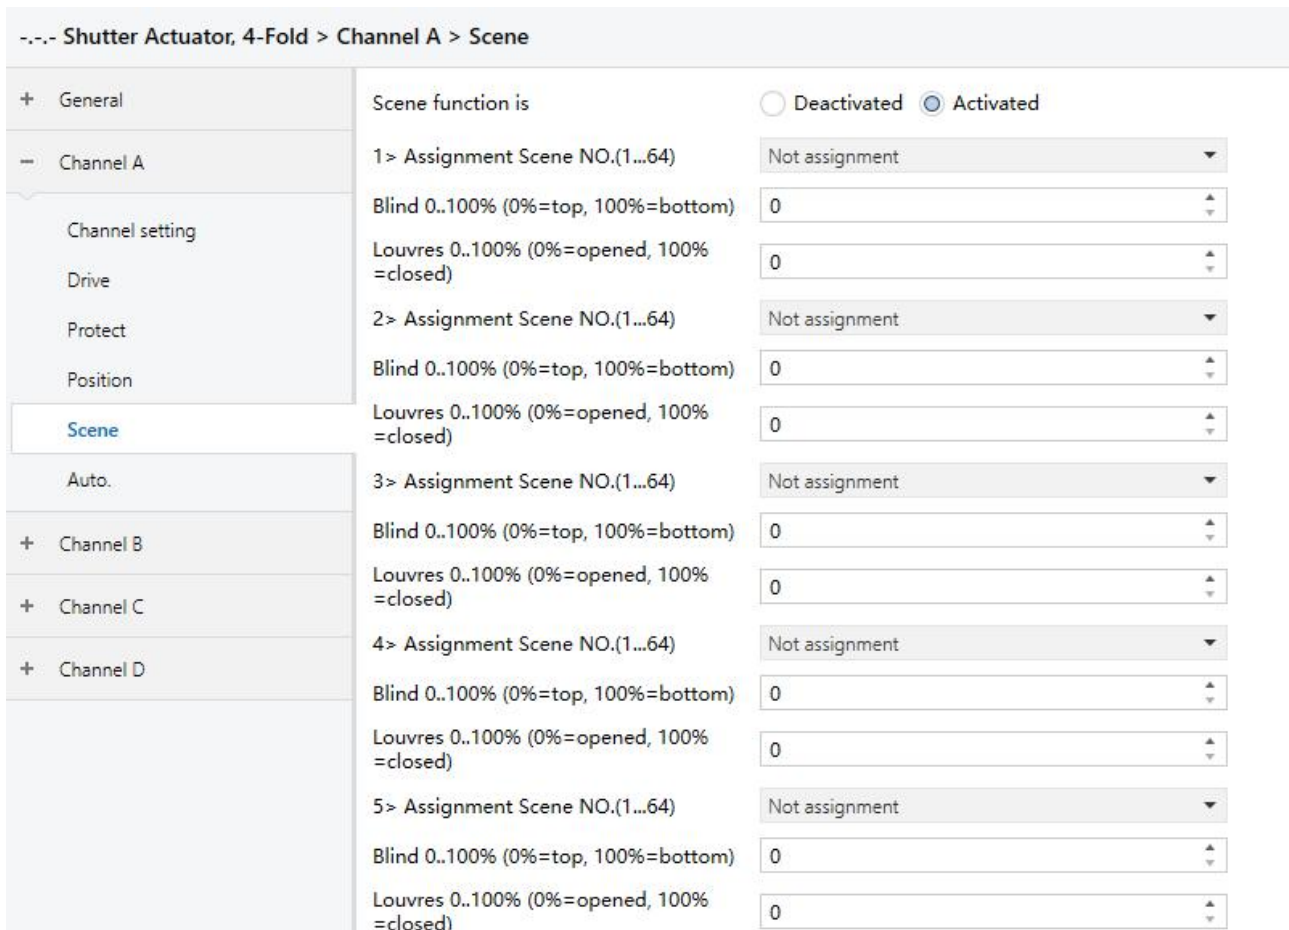 -.-.- Shutter Actuator, 4-Fold > Channel A > Scene
+ General
− Channel A
Channel setting
Drive
Protect
Position
Scene
Auto.
+ Channel B
+ Channel C
+ Channel D
Scene function is Deactivated Activated
1> Assignment Scene NO.(1...64) Not assignment
Blind 0..100% (0%=top, 100%=bottom) 0
Louvres 0..100% (0%=opened, 100%
=closed) 0
2> Assignment Scene NO.(1...64) Not assignment
Blind 0..100% (0%=top, 100%=bottom) 0
Louvres 0..100% (0%=opened, 100%
=closed) 0
3> Assignment Scene NO.(1...64) Not assignment
Blind 0..100% (0%=top, 100%=bottom) 0
Louvres 0..100% (0%=opened, 100%
=closed) 0
4> Assignment Scene NO.(1...64) Not assignment
Blind 0..100% (0%=top, 100%=bottom) 0
Louvres 0..100% (0%=opened, 100%
=closed) 0
5> Assignment Scene NO.(1...64) Not assignment
Blind 0..100% (0%=top, 100%=bottom) 0
Louvres 0..100% (0%=opened, 100%
=closed) 0